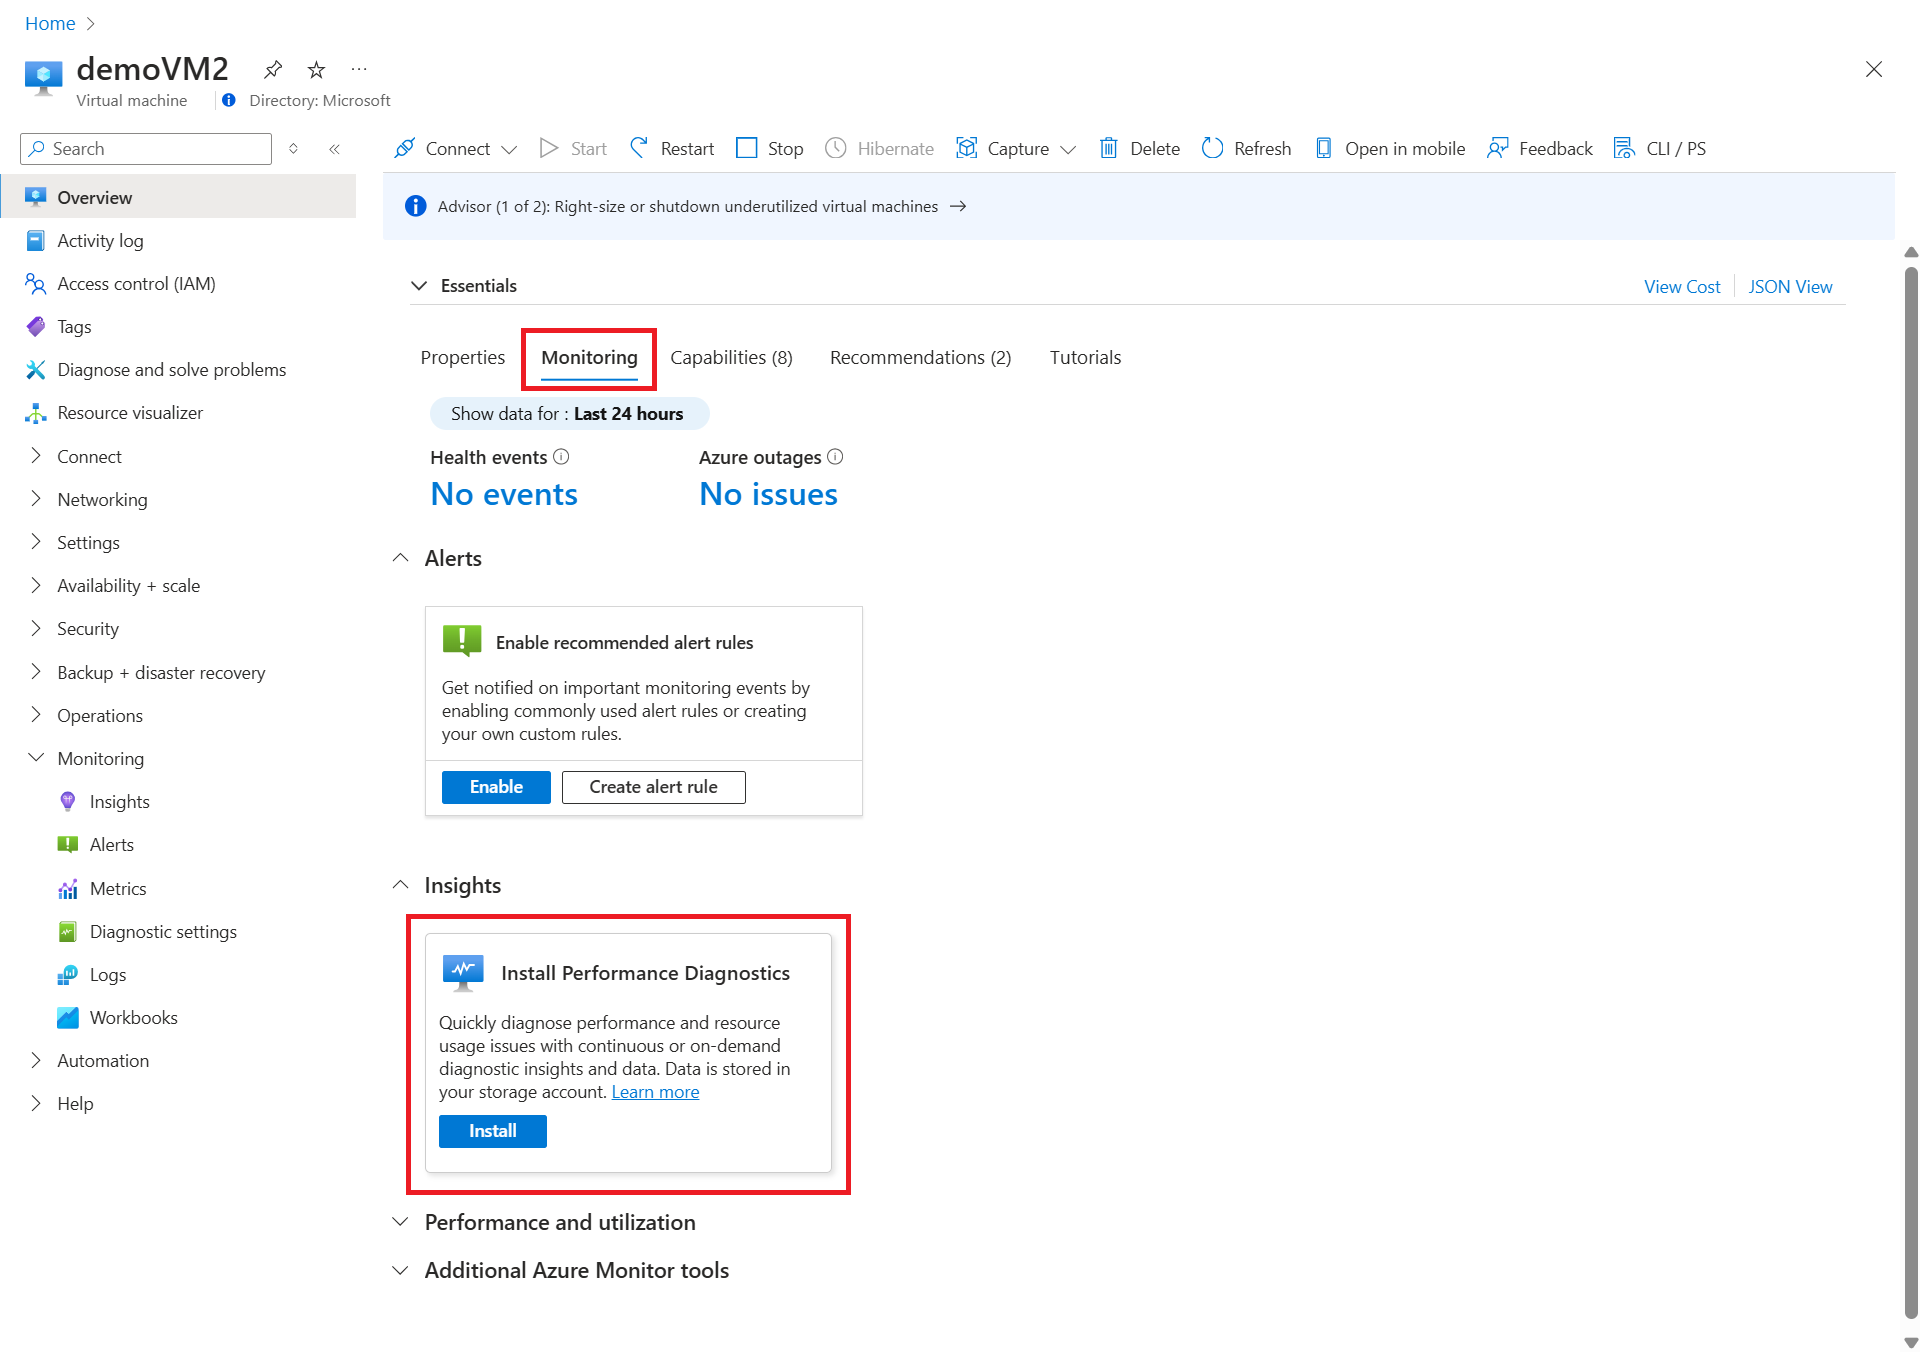 Home
demoVM2
Virtual machine
Directory: Microsoft
Search
Connect
Start
Restart
Stop
Hibernate
Capture
Delete
Refresh
Open in mobile
Feedback
CLI / PS
Overview
Activity log
Access control (IAM)
Tags
Diagnose and solve problems
Resource visualizer
Connect
Networking
Settings
Availability + scale
Security
Backup + disaster recovery
Operations
Monitoring
Insights
Alerts
Metrics
Diagnostic settings
Logs
Workbooks
Automation
Help
Advisor (1 of 2): Right-size or shutdown underutilized virtual machines
Essentials
View Cost
JSON View
Properties
Monitoring
Capabilities (8)
Recommendations (2)
Tutorials
Show data for : Last 24 hours
Health events
Azure outages
No events
No issues
Alerts
Enable recommended alert rules
Get notified on important monitoring events by
enabling commonly used alert rules or creating
your own custom rules.
Enable
Create alert rule
Insights
Install Performance Diagnostics
Quickly diagnose performance and resource
usage issues with continuous or on-demand
diagnostic insights and data. Data is stored in
your storage account. Learn more
Install
Performance and utilization
Additional Azure Monitor tools